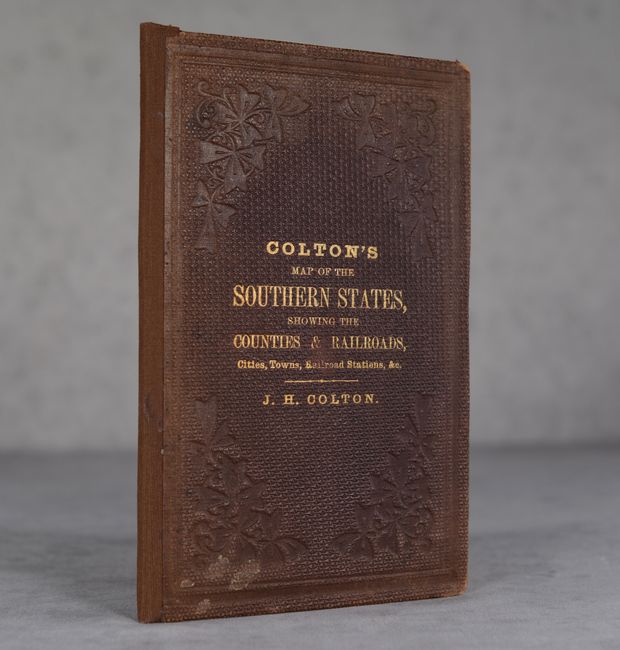 COLTON'S
MAP OF THE
SOUTHERN STATES,
SHOWING THE
COUNTIES & RAILROADS,
Cities, Towns, Railroad Stations, &c.
J. H. COLTON.